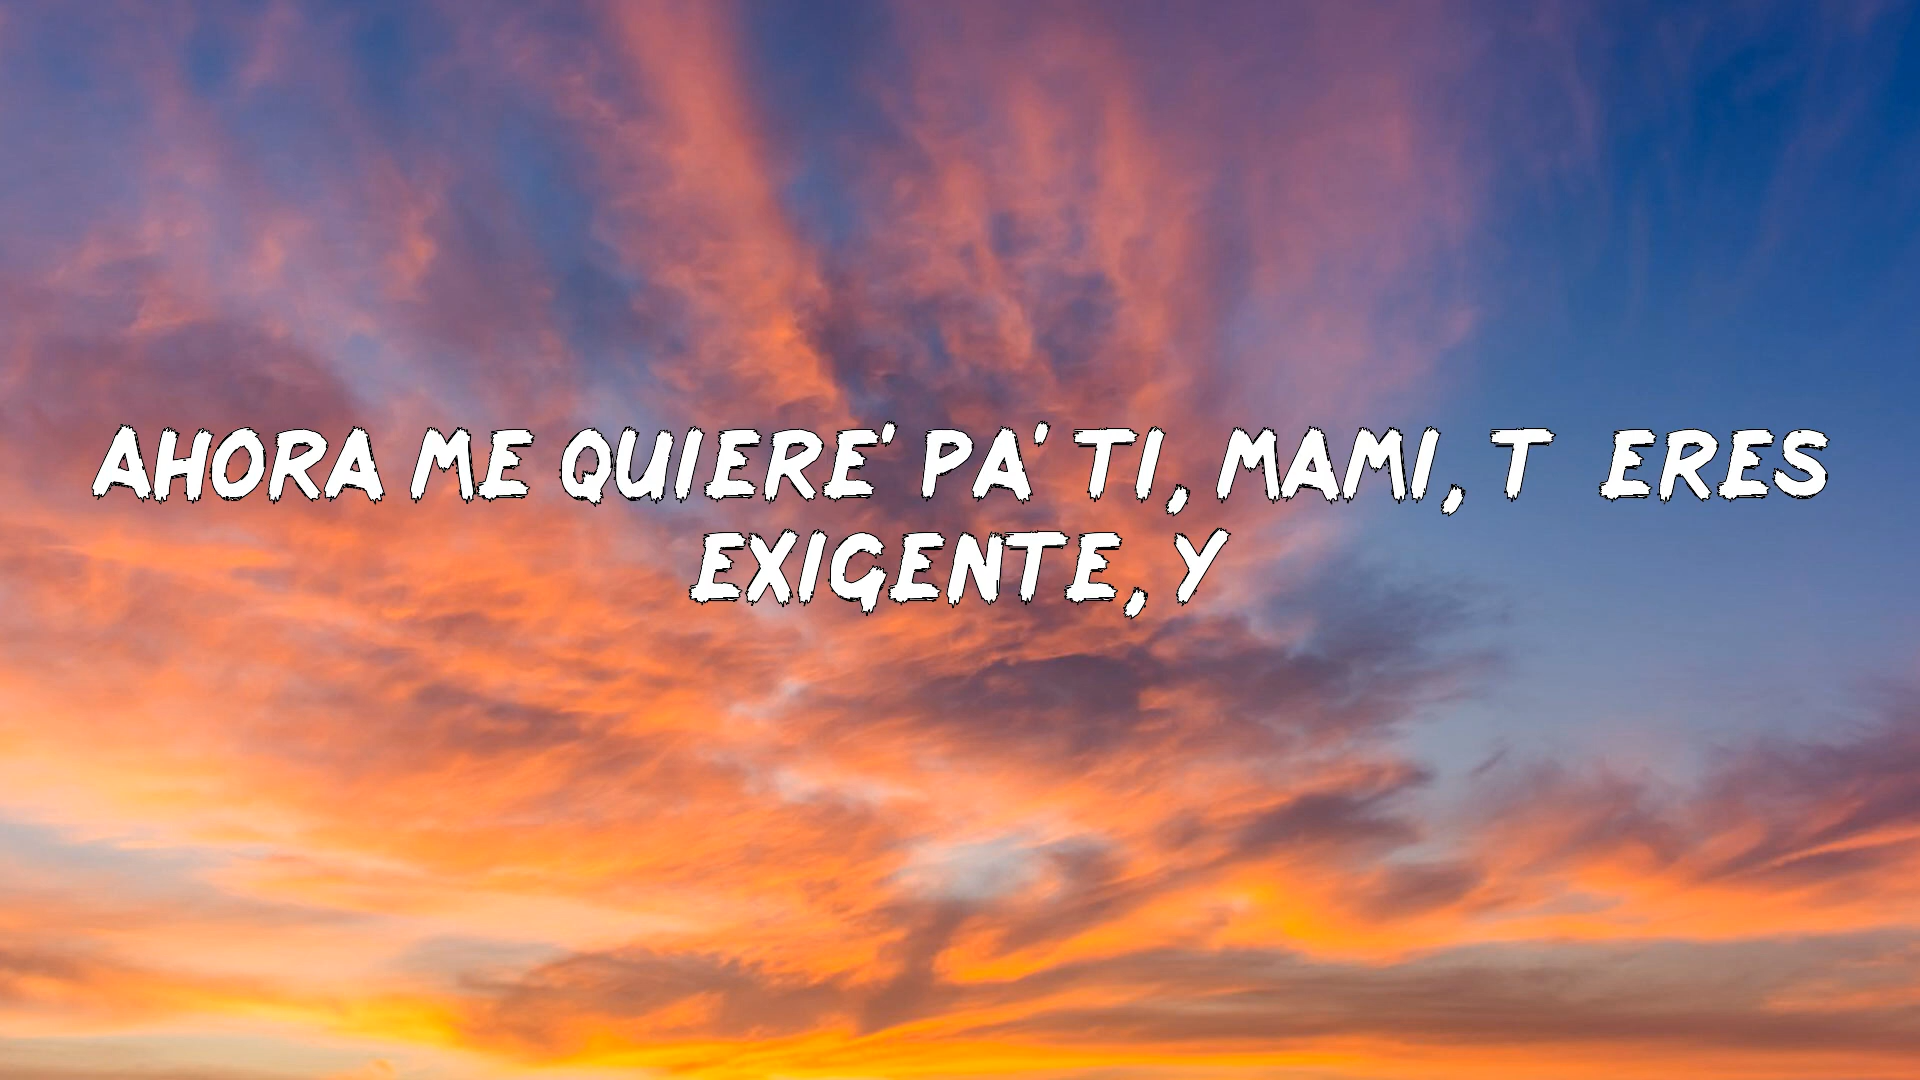 AHORA ME QUIERE' PA' TI, MAMI, T  ERES
EXIGENTE, Y